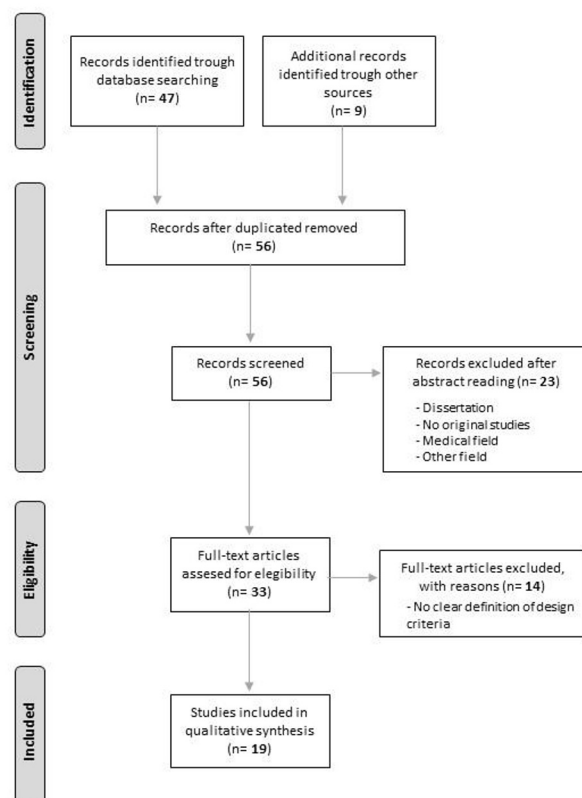 Identification
Records identified trough
database searching
(n= 47)
Additional records
identified trough other
sources
(n= 9)
Screening
Records after duplicated removed
(n= 56)
Records screened
(n= 56)
Records excluded after
abstract reading (n= 23)
- Dissertation
- No original studies
- Medical field
- Other field
Eligibility
Full-text articles
assesed for elegibility
(n= 33)
Full-text articles excluded,
with reasons (n= 14)
- No clear definition of design
criteria
Included
Studies included in
qualitative synthesis
(n= 19)